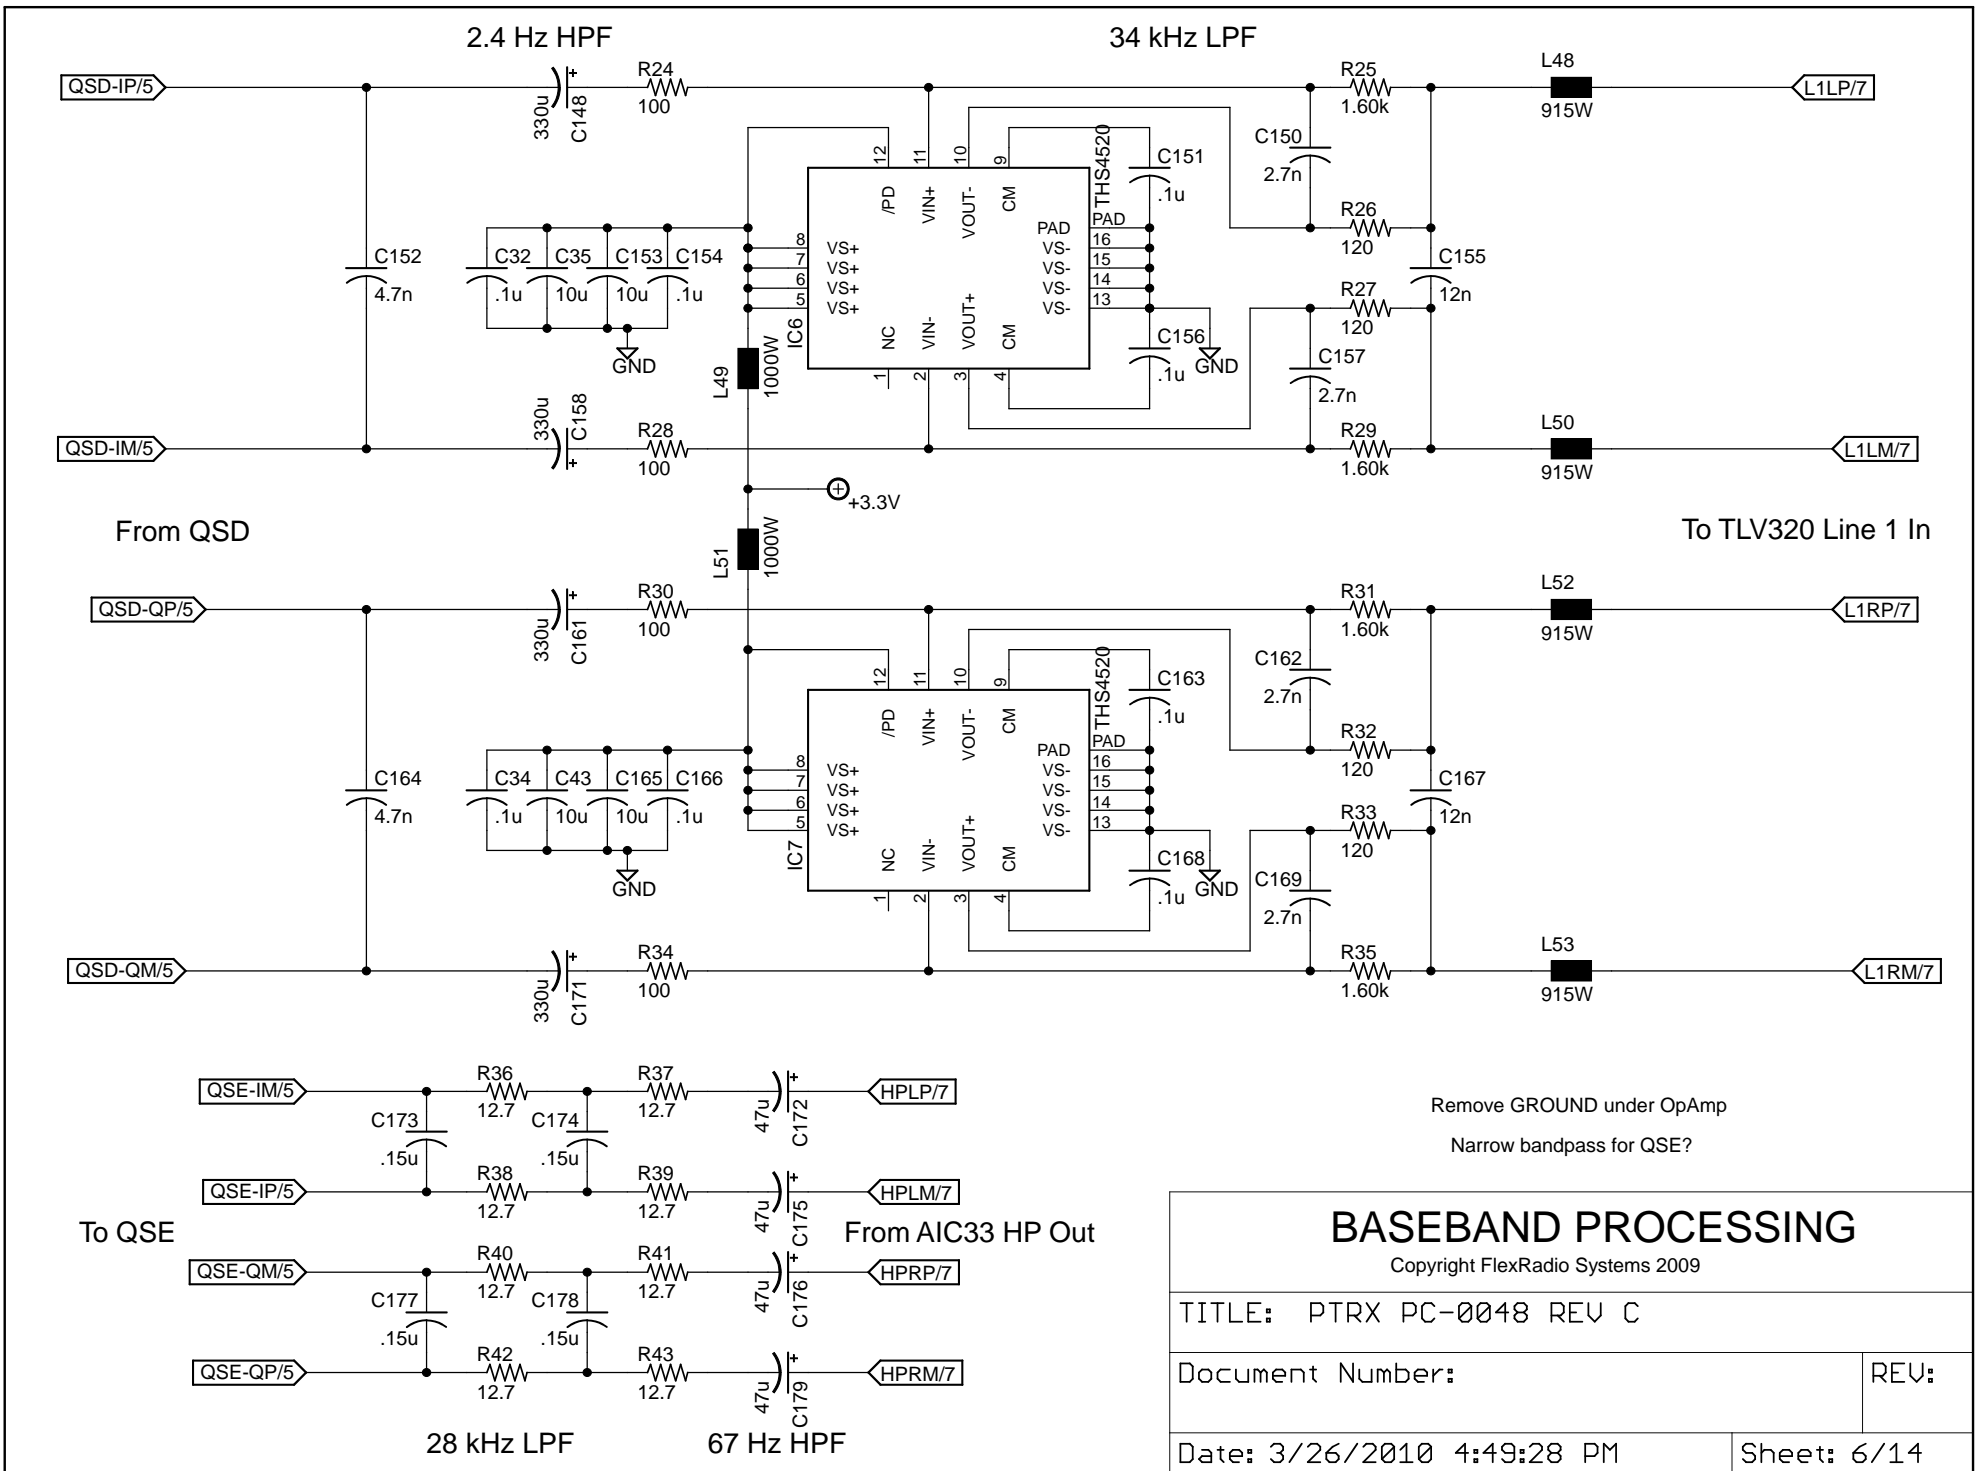 2.4 Hz HPF
34 kHz LPF
QSD-IP/5
330u
C148
R24
100
R25
1.60k
L48
915W
L1LP/7
C150
2.7n
C151
.1u
THS4520
12
11
10
9
/PD
VIN+
VOUT-
CM
PAD
PAD
R26
120
C152
4.7n
C32
.1u
C35
10u
C153
10u
C154
.1u
GND
8
7
6
5
VS+
VS+
VS+
VS+
VS-
VS-
VS-
VS-
16
15
14
13
C155
12n
R27
120
IC6
NC
VIN-
VOUT+
CM
1
2
3
4
C156
.1u
GND
C157
2.7n
L49
1000W
QSD-IM/5
330u
C158
R28
100
R29
1.60k
L50
915W
L1LM/7
+3.3V
From QSD
To TLV320 Line 1 In
L51
1000W
QSD-QP/5
330u
C161
R30
100
R31
1.60k
L52
915W
L1RP/7
C162
2.7n
C163
.1u
THS4520
12
11
10
9
/PD
VIN+
VOUT-
CM
PAD
PAD
R32
120
C164
4.7n
C34
.1u
C43
10u
C165
10u
C166
.1u
GND
8
7
6
5
VS+
VS+
VS+
VS+
VS-
VS-
VS-
VS-
16
15
14
13
C167
12n
R33
120
IC7
NC
VIN-
VOUT+
CM
1
2
3
4
C168
.1u
GND
C169
2.7n
QSD-QM/5
330u
C171
R34
100
R35
1.60k
L53
915W
L1RM/7
QSE-IM/5
R36
12.7
R37
12.7
47u
C172
HPLP/7
C173
.15u
C174
.15u
QSE-IP/5
R38
12.7
R39
12.7
47u
C175
HPLM/7
To QSE
From AIC33 HP Out
QSE-QM/5
R40
12.7
R41
12.7
47u
C176
HPRP/7
C177
.15u
C178
.15u
QSE-QP/5
R42
12.7
R43
12.7
47u
C179
HPRM/7
28 kHz LPF
67 Hz HPF
Remove GROUND under OpAmp
Narrow bandpass for QSE?
BASEBAND PROCESSING
Copyright FlexRadio Systems 2009
TITLE: PTRX PC-0048 REV C
Document Number:
REV:
Date: 3/26/2010 4:49:28 PM
Sheet: 6/14